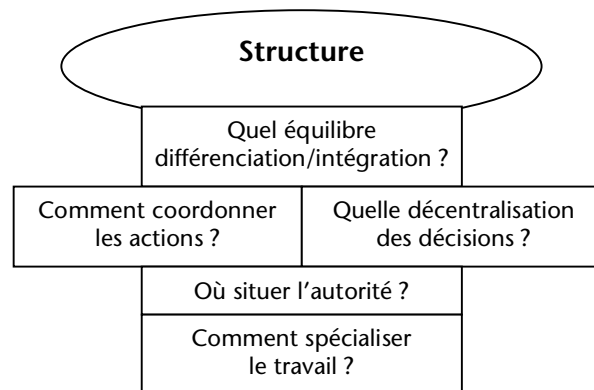 Structure
Quel équilibre
différenciation/intégration ?
Comment coordonner
les actions ?
Quelle décentralisation
des décisions ?
Où situer l’autorité ?
Comment spécialiser
le travail ?